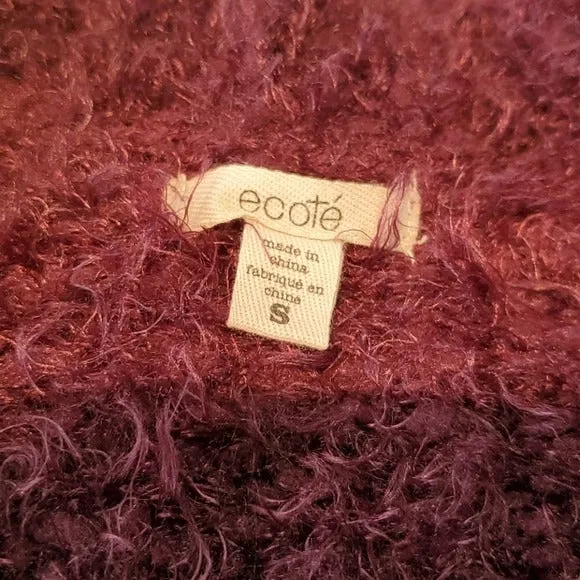 ecoté
made in
china
fabriqué en
chine
S